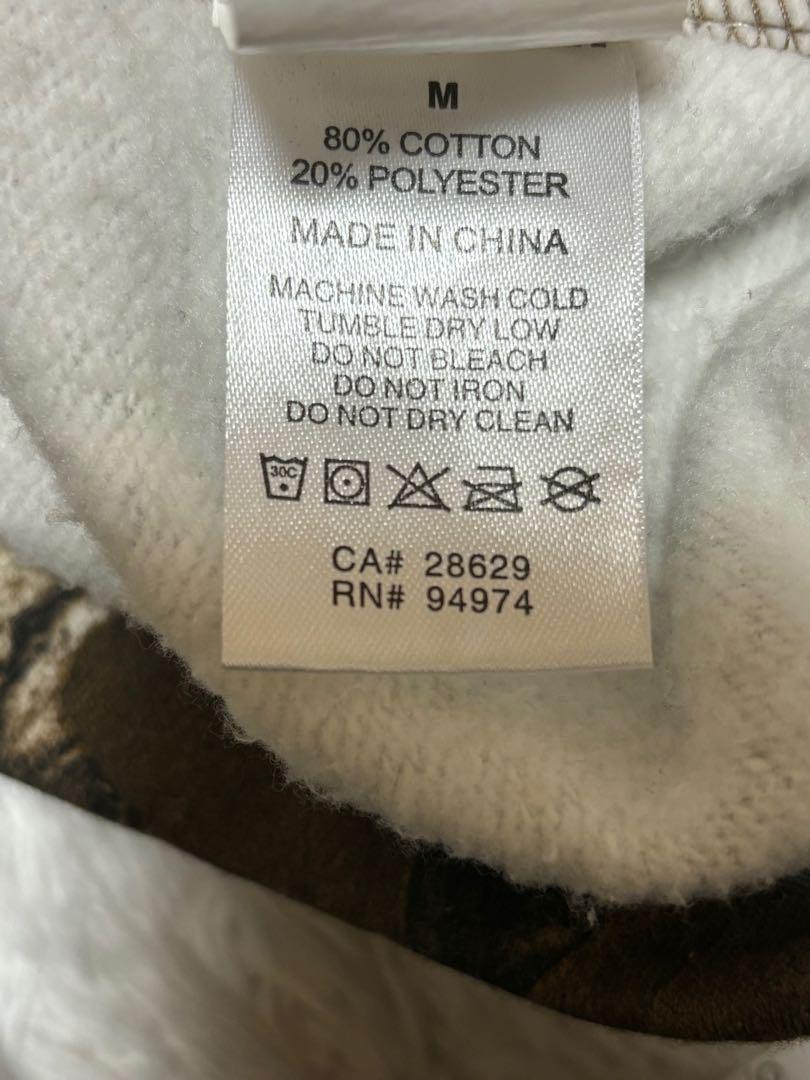 M
80% COTTON
20% POLYESTER
MADE IN CHINA
MACHINE WASH COLD
TUMBLE DRY LOW
DO NOT BLEACH
DO NOT IRON
DO NOT DRY CLEAN
30C
CA# 28629
RN# 94974